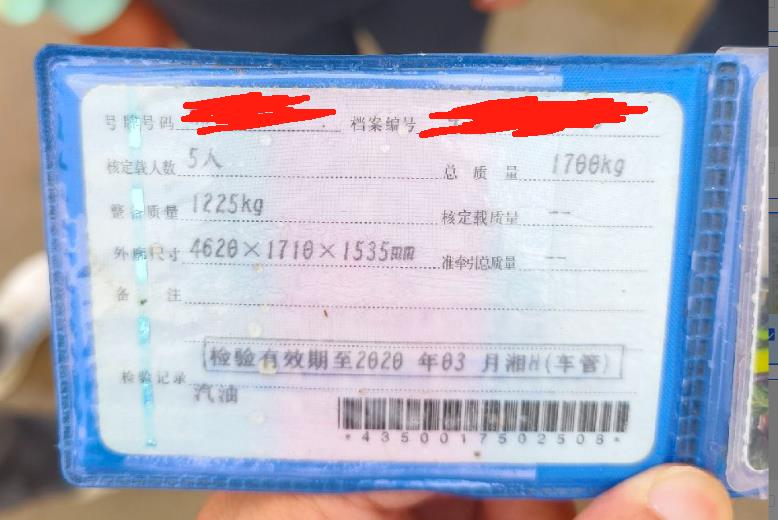 号牌号码 档案编号
核定载人数 5人 总质量 1700kg
整备质量 1225kg 核定载质量 --
外廓尺寸 4620×1710×1535mm 准牵引总质量 --
备注
检验有效期至2020年03月湘H(车管)
检验记录
汽油
*4350017502508*